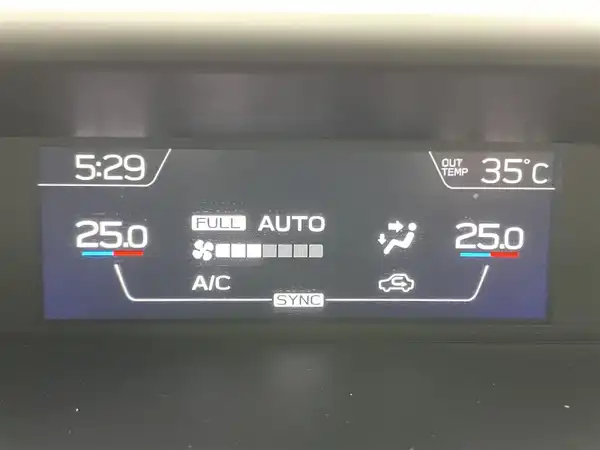 5:29
OUT TEMP 35°C
FULL AUTO
25.0
25.0
A/C
SYNC